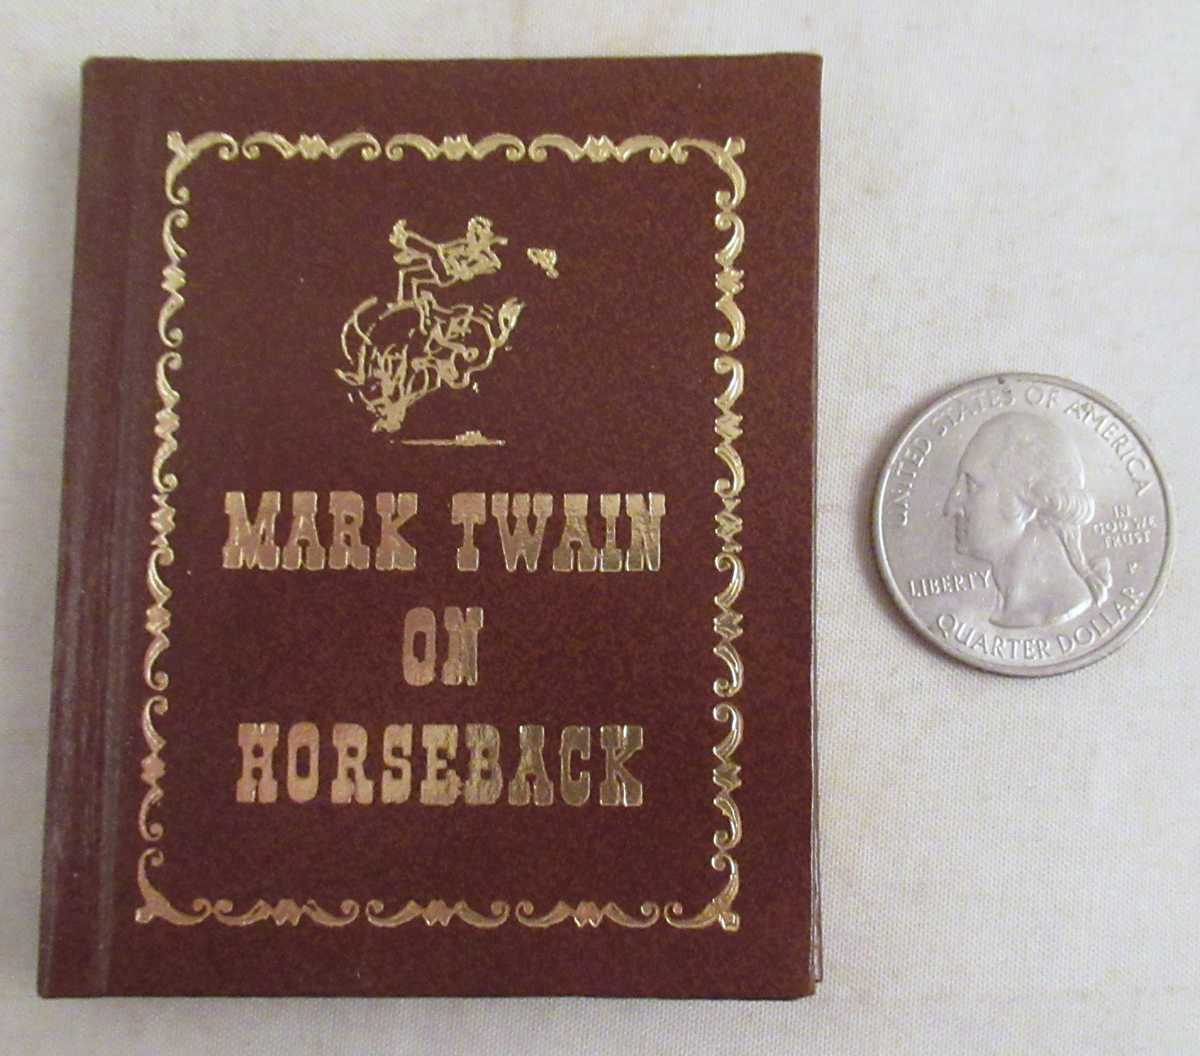 MARK TWAIN
ON
HORSEBACK
UNITED STATES OF AMERICA
LIBERTY
IN
GOD WE
TRUST
P
QUARTER DOLLAR